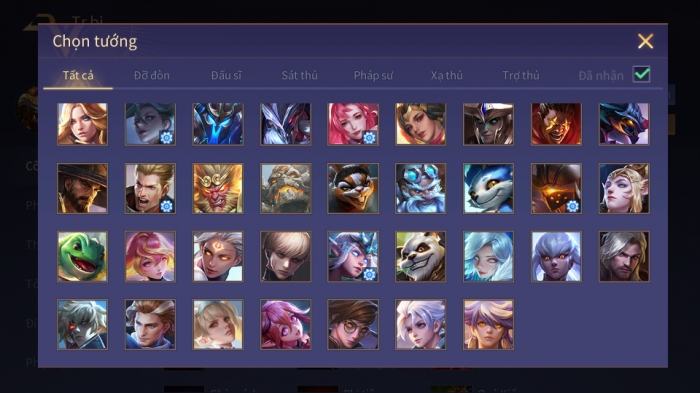 Chọn tướng
Tất cả Đỡ đòn Đấu sĩ Sát thủ Pháp sư Xạ thủ Trợ thủ Đã nhận